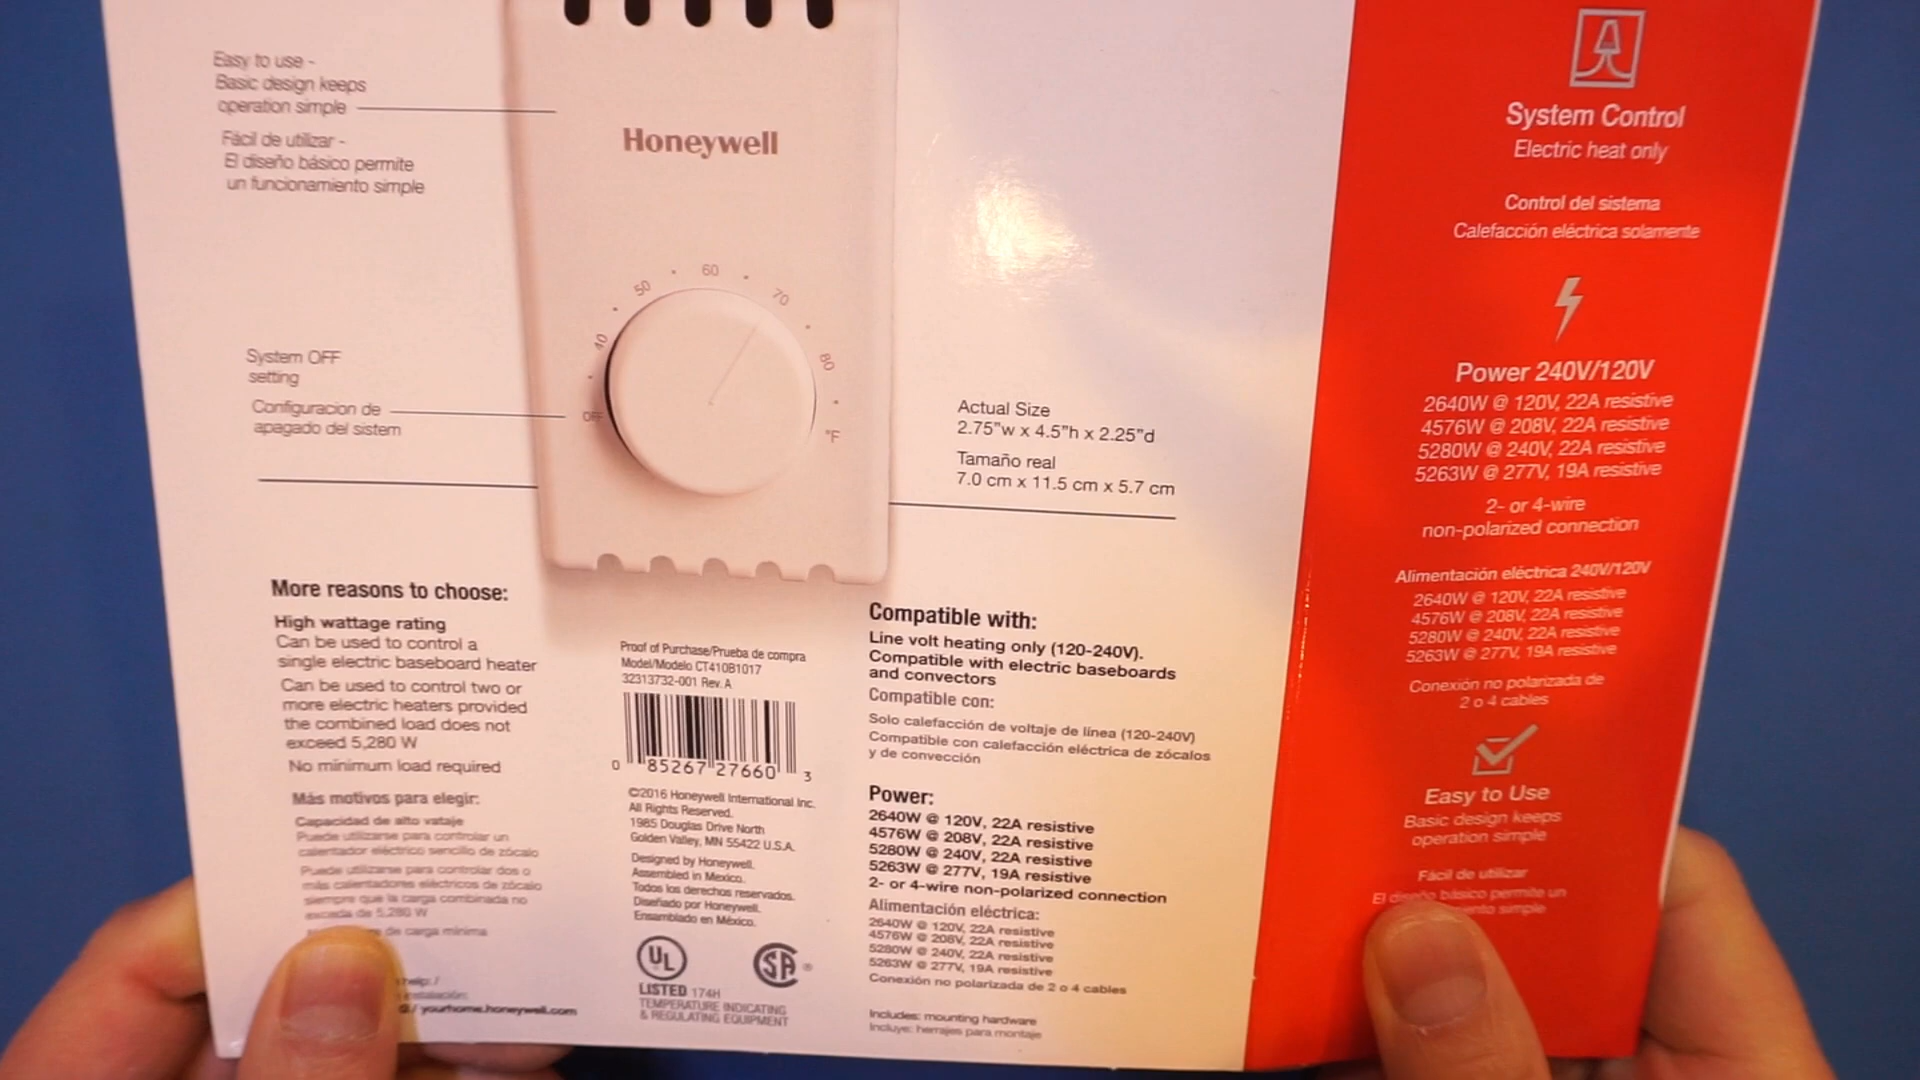 Easy to use -
Basic design keeps
operation simple
Fácil de utilizar -
El diseño básico permite
un funcionamiento simple
System OFF
setting
Configuracion de
apagado del sistem
Honeywell
40
50
60
70
80
OFF
°F
Actual Size
2.75"w x 4.5"h x 2.25"d
Tamaño real
7.0 cm x 11.5 cm x 5.7 cm
More reasons to choose:
High wattage rating
Can be used to control a
single electric baseboard heater
Can be used to control two or
more electric heaters provided
the combined load does not
exceed 5,280 W
No minimum load required
Más motivos para elegir:
Capacidad de alto vataje
Puede utilizarse para controlar un
calentador eléctrico sencillo de zócalo
Puede utilizarse para controlar dos o
más calentadores eléctricos de zócalo
siempre que la carga combinada no
exceda de 5,280 W
de carga mínima
help: /
instalación:
/ yourhome.honeywell.com
Proof of Purchase/Prueba de compra
Model/Modelo CT410B1017
32313732-001 Rev. A
0 85267 27660 3
©2016 Honeywell International Inc.
All Rights Reserved.
1985 Douglas Drive North
Golden Valley, MN 55422 U.S.A.
Designed by Honeywell.
Assembled in Mexico.
Todos los derechos reservados.
Diseñado por Honeywell.
Ensamblado en México.
UL
LISTED 174H
TEMPERATURE INDICATING
& REGULATING EQUIPMENT
SA ®
Compatible with:
Line volt heating only (120-240V).
Compatible with electric baseboards
and convectors
Compatible con:
Solo calefacción de voltaje de línea (120-240V)
Compatible con calefacción eléctrica de zócalos
y de convección
Power:
2640W @ 120V, 22A resistive
4576W @ 208V, 22A resistive
5280W @ 240V, 22A resistive
5263W @ 277V, 19A resistive
2- or 4-wire non-polarized connection
Alimentación eléctrica:
2640W @ 120V, 22A resistive
4576W @ 208V, 22A resistive
5280W @ 240V, 22A resistive
5263W @ 277V, 19A resistive
Conexión no polarizada de 2 o 4 cables
Includes: mounting hardware
Incluye: herrajes para montaje
System Control
Electric heat only
Control del sistema
Calefacción eléctrica solamente
Power 240V/120V
2640W @ 120V, 22A resistive
4576W @ 208V, 22A resistive
5280W @ 240V, 22A resistive
5263W @ 277V, 19A resistive
2- or 4-wire
non-polarized connection
Alimentación eléctrica 240V/120V
2640W @ 120V, 22A resistive
4576W @ 208V, 22A resistive
5280W @ 240V, 22A resistive
5263W @ 277V, 19A resistive
Conexión no polarizada de
2 o 4 cables
Easy to Use
Basic design keeps
operation simple
Fácil de utilizar
El diseño básico permite un
simple